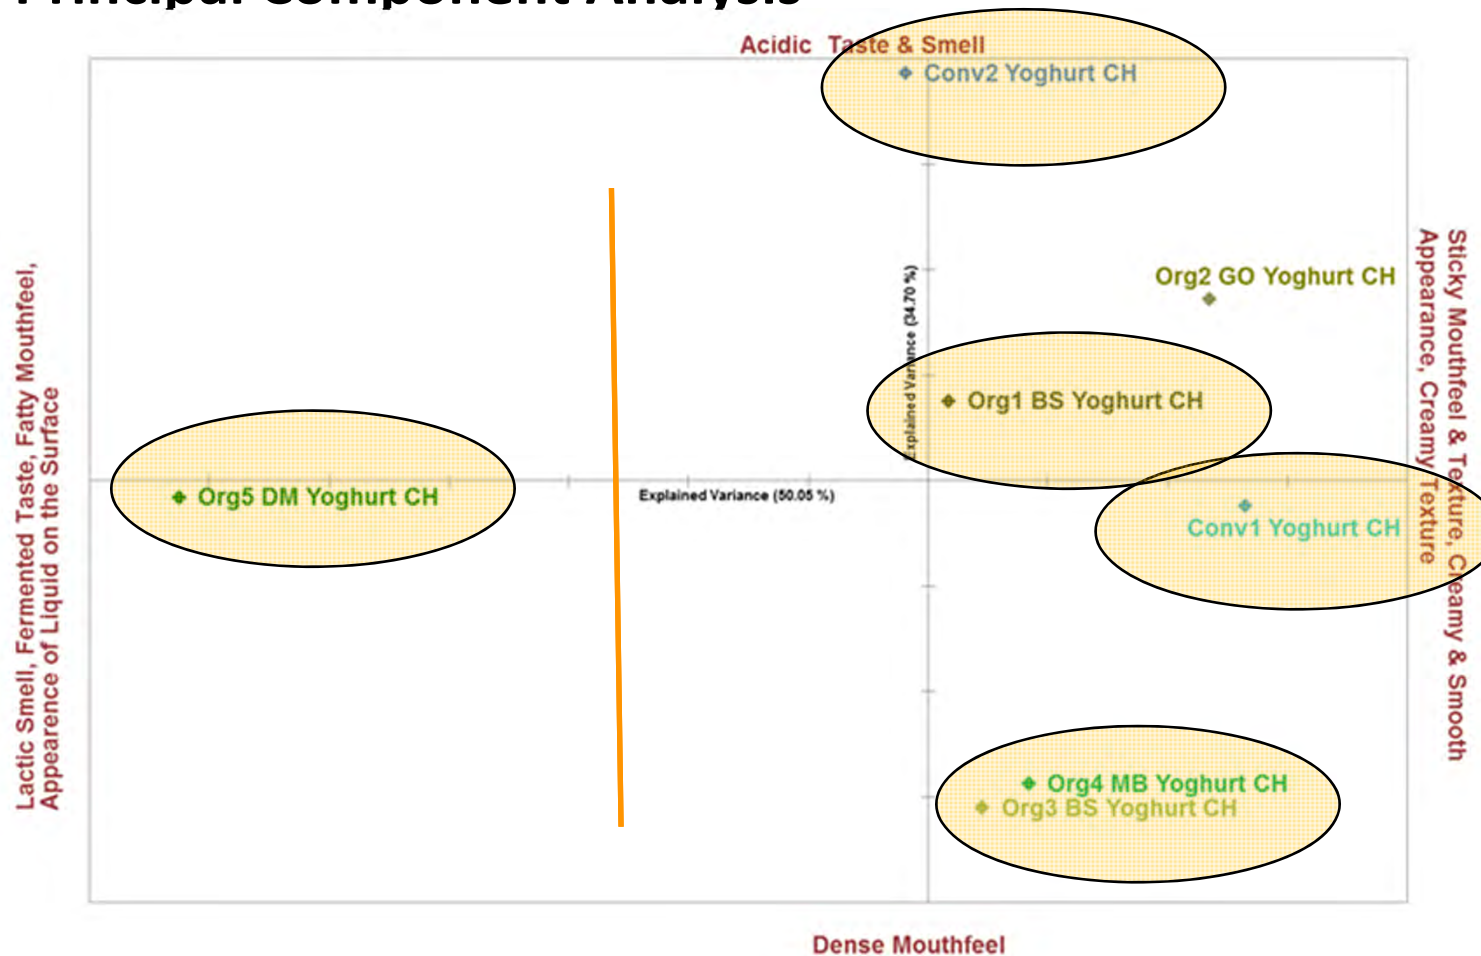 Principal Component Analysis
Acidic Taste & Smell
Conv2 Yoghurt CH
Org2 GO Yoghurt CH
Explained Variance (34.70 %)
Org1 BS Yoghurt CH
Org5 DM Yoghurt CH
Explained Variance (50.05 %)
Conv1 Yoghurt CH
Org4 MB Yoghurt CH
Org3 BS Yoghurt CH
Lactic Smell, Fermented Taste, Fatty Mouthfeel,
Appearence of Liquid on the Surface
Sticky Mouthfeel & Texture, Creamy & Smooth
Appearance, Creamy Texture
Dense Mouthfeel